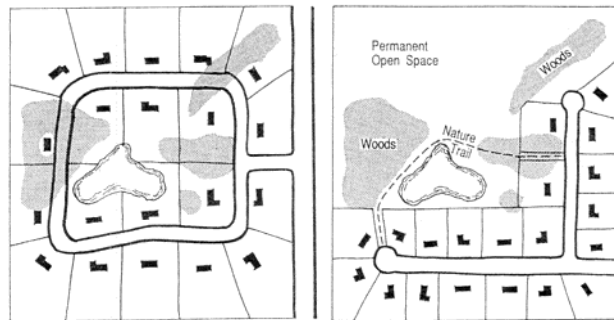 Permanent
Open Space
Woods
Woods
Nature
Trail